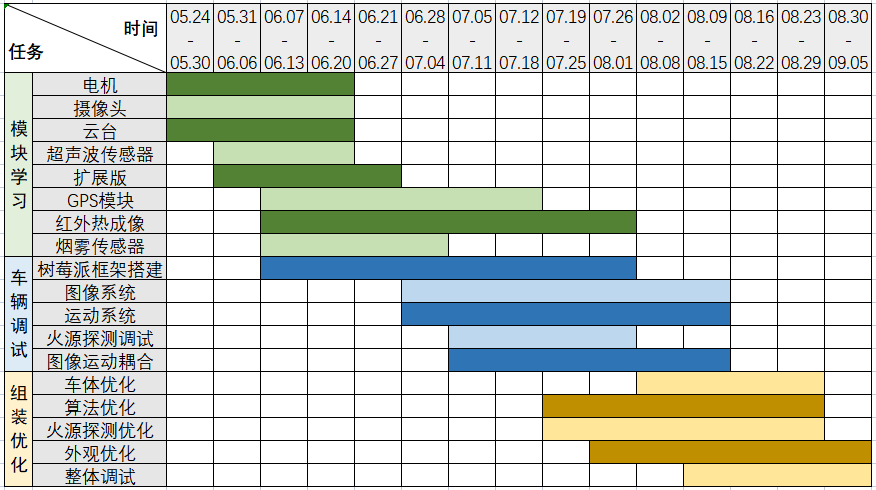 时间
任务
05.24 - 05.30
05.31 - 06.06
06.07 - 06.13
06.14 - 06.20
06.21 - 06.27
06.28 - 07.04
07.05 - 07.11
07.12 - 07.18
07.19 - 07.25
07.26 - 08.01
08.02 - 08.08
08.09 - 08.15
08.16 - 08.22
08.23 - 08.29
08.30 - 09.05
模块学习
电机
摄像头
云台
超声波传感器
扩展版
GPS模块
红外热成像
烟雾传感器
车辆调试
树莓派框架搭建
图像系统
运动系统
火源探测调试
图像运动耦合
组装优化
车体优化
算法优化
火源探测优化
外观优化
整体调试